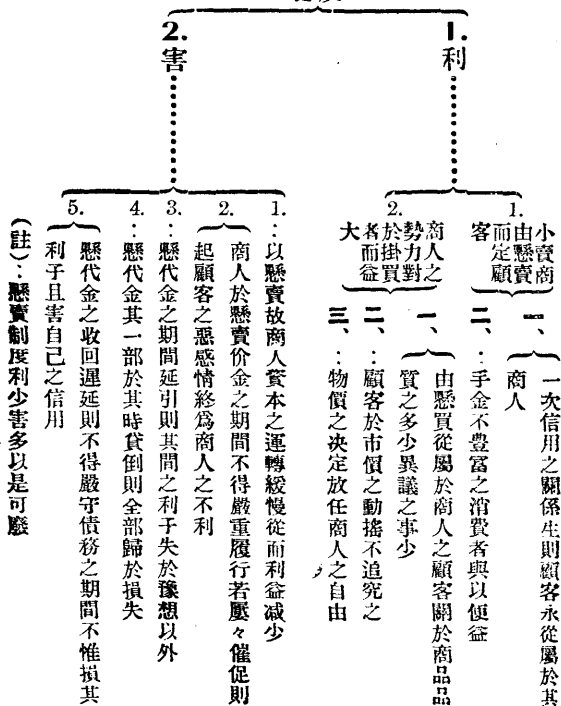 1.
利
1.
小賣商
由懸賣
而定顧
客
一、
一次信用之關係生則顧客永從屬於其
商人
二、:手金不豐富之消費者與以便益
2.
商人之
勢力對
於掛買
者而益
大
一、
由懸買從屬於商人之顧客關於商品品
質之多少異議之事少
二、:顧客於市價之動搖不追究之
三、:物價之决定放任商人之自由
2.
害
1.:以懸賣故商人資本之運轉緩慢從而利益減少
2.
商人於懸賣价金之期間不得嚴重履行若屢々催促則
起顧客之惡感情終爲商人之不利
3.:懸代金之期間延引則其間之利子失於豫想以外
4.:懸代金其一部於其時貸倒則全部歸於損失
5.
懸代金之收回遲延則不得嚴守債務之期間不惟損其
利子且害自己之信用
(註):懸賣制度利少害多以是可廢